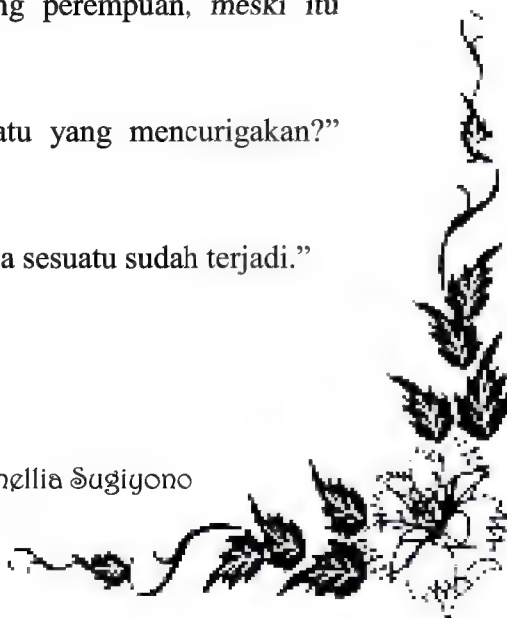 ng perempuan, meski itu
atu yang mencurigakan?”
a sesuatu sudah terjadi.”
nellia Sugiyono